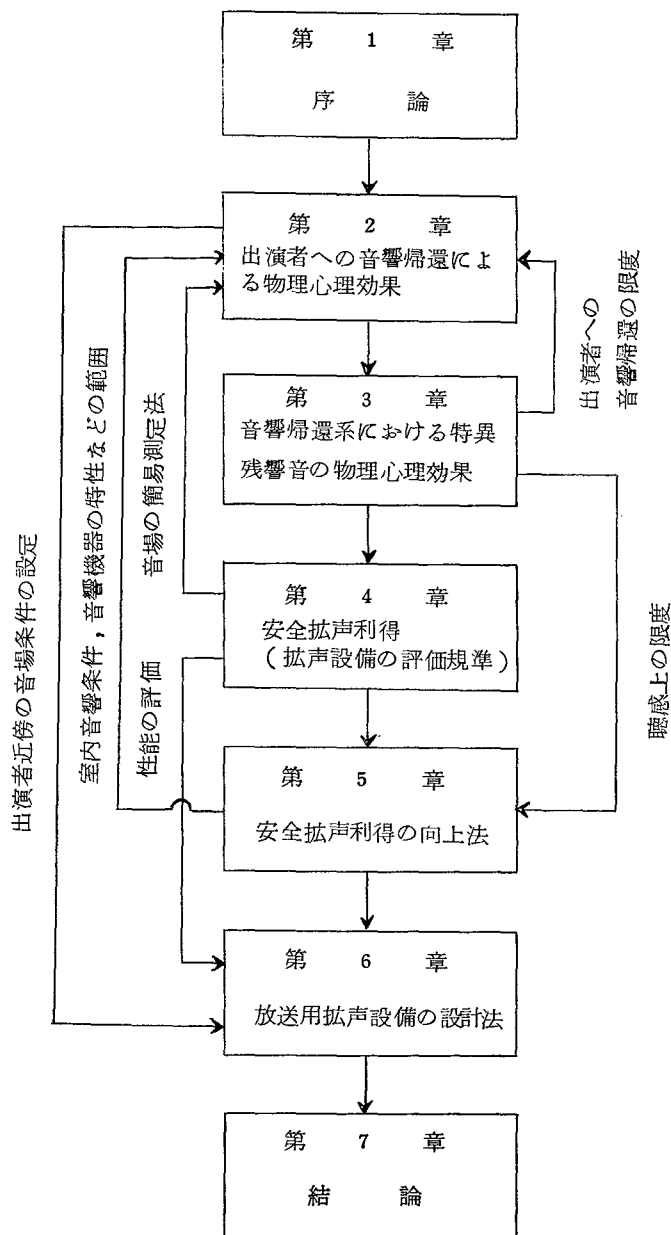 第 1 章
序 論
第 2 章
出演者への音響帰還によ
る物理心理効果
第 3 章
音響帰還系における特異
残響音の物理心理効果
第 4 章
安全拡声利得
(拡声設備の評価規準)
第 5 章
安全拡声利得の向上法
第 6 章
放送用拡声設備の設計法
第 7 章
結 論
出演者近傍の音場条件の設定
室内音響条件,音響機器の特性などの範囲
性能の評価
音場の簡易測定法
出演者への
音響帰還の限度
聴感上の限度